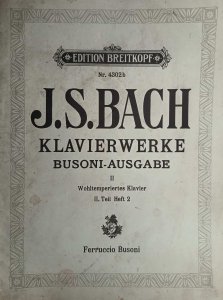 EDITION BREITKOPF
Nr. 4302b
J.S.BACH
KLAVIERWERKE
BUSONI-AUSGABE
II
Wohltemperiertes Klavier
II. Teil Heft 2
Ferruccio Busoni